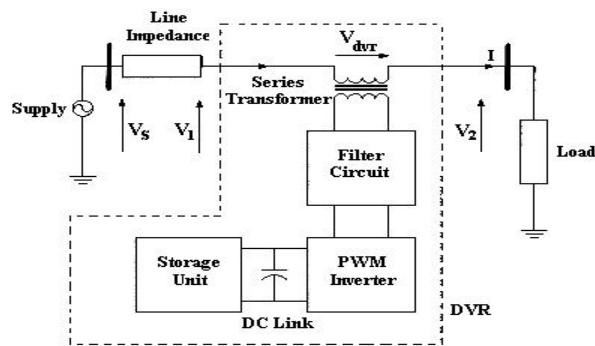 Line
Impedance
Vdvr
I
Series
Transformer
Supply
VS
V1
V2
Filter
Circuit
Load
Storage
Unit
PWM
Inverter
DC Link
DVR